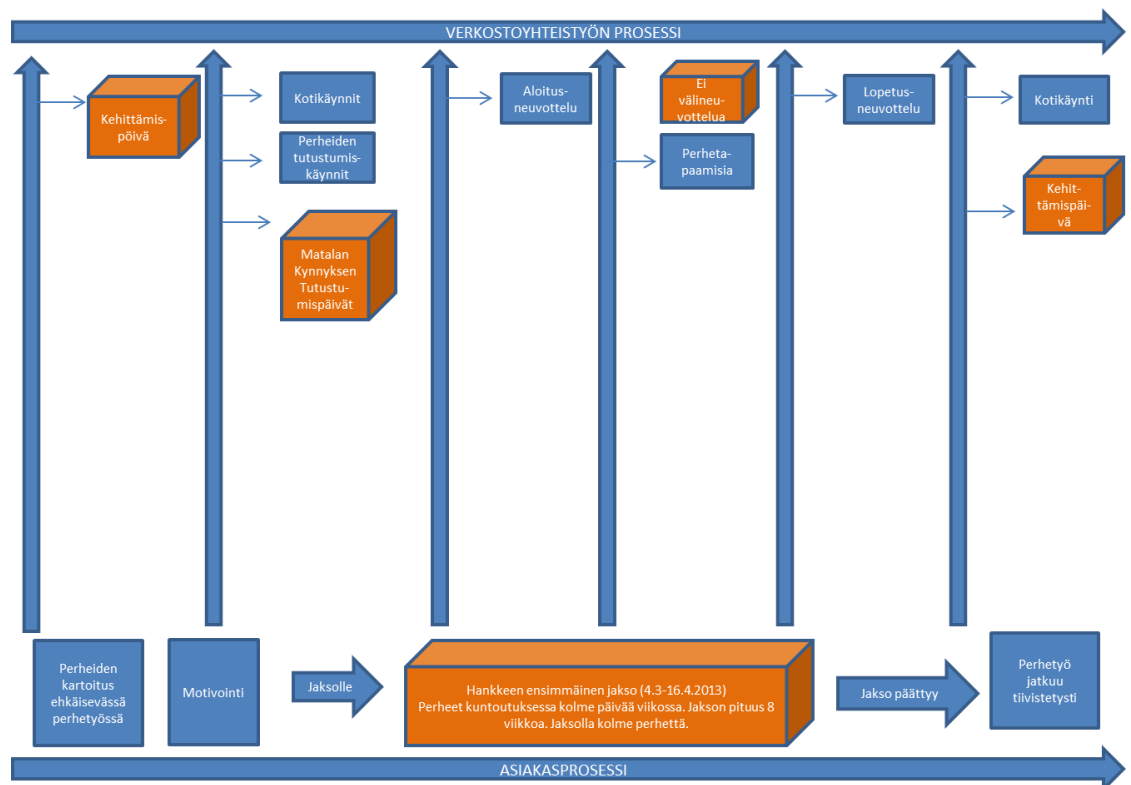 VERKOSTOYHTEISTYÖN PROSESSI
Kehittämis-
pöivä
Kotikäynnit
Perheiden
tutustumis-
käynnit
Matalan
Kynnyksen
Tutustu-
mispäivät
Aloitus-
neuvottelu
Ei
välineu-
vottelua
Perheta-
paamisia
Lopetus-
neuvottelu
Kotikäynti
Kehit-
tämispäi-
vä
Perheiden
kartoitus
ehkäisevässä
perhetyössä
Motivointi
Jaksolle
Hankkeen ensimmäinen jakso (4.3-16.4.2013)
Perheet kuntoutuksessa kolme päivää viikossa. Jakson pituus 8
viikkoa. Jaksolla kolme perhettä.
Jakso päättyy
Perhetyö
jatkuu
tiivistetysti
ASIAKASPROSESSI